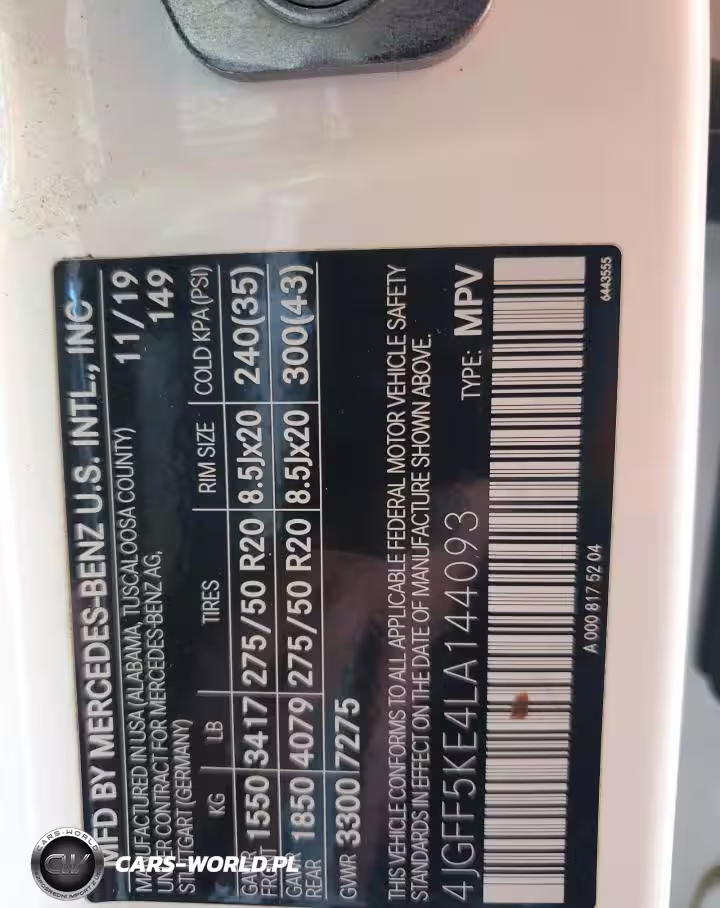 MFD BY MERCEDES-BENZ U.S. INTL., INC
MANUFACTURED IN USA (ALABAMA, TUSCALOOSA COUNTY) 11/19
UNDER CONTRACT FOR MERCEDES-BENZ AG, 149
STUTTGART (GERMANY)
KG LB TIRES RIM SIZE COLD KPA (PSI)
GAWR FRONT 1550 3417 275/50 R20 8.5Jx20 240(35)
GAWR REAR 1850 4079 275/50 R20 8.5Jx20 300(43)
GVWR 3300 7275
THIS VEHICLE CONFORMS TO ALL APPLICABLE FEDERAL MOTOR VEHICLE SAFETY
STANDARDS IN EFFECT ON THE DATE OF MANUFACTURE SHOWN ABOVE.
4JGFF5KE4LA144093 TYPE: MPV
A 000 817 52 04
6443555
CARS-WORLD
CW
CARS-WORLD.PL